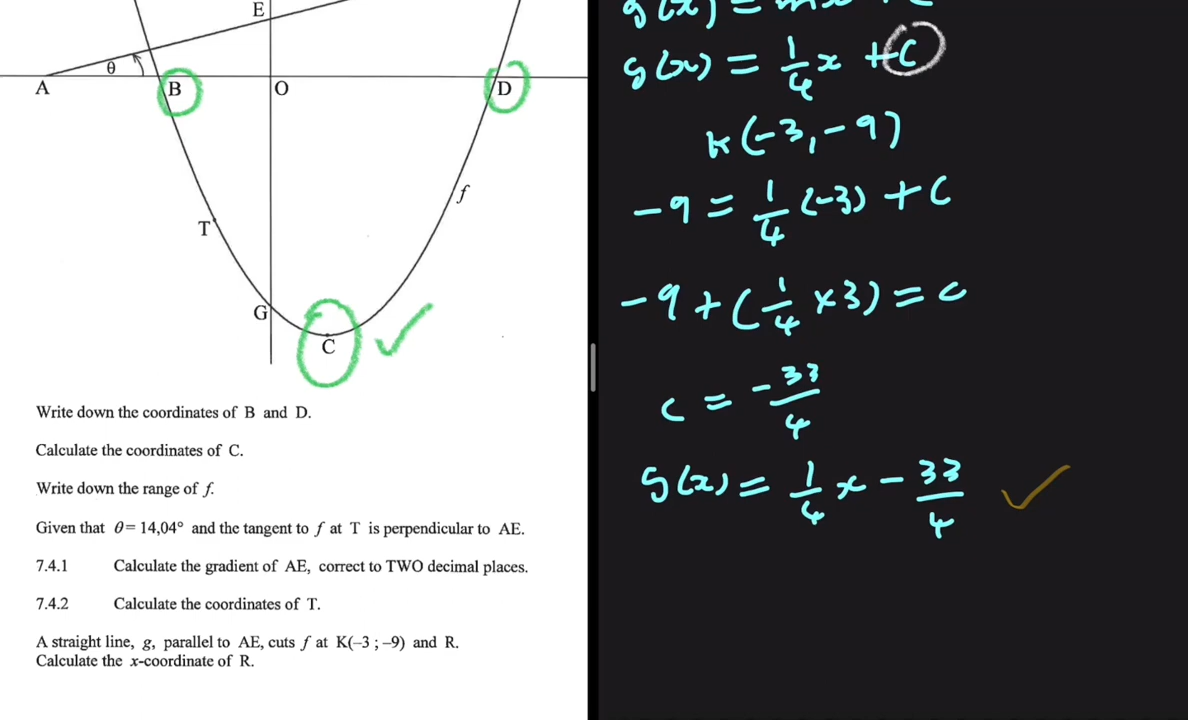 E
θ
A
B
O
D
T
f
G
C
Write down the coordinates of B and D.
Calculate the coordinates of C.
Write down the range of f.
Given that θ = 14,04° and the tangent to f at T is perpendicular to AE.
7.4.1 Calculate the gradient of AE, correct to TWO decimal places.
7.4.2 Calculate the coordinates of T.
A straight line, g, parallel to AE, cuts f at K(–3 ; –9) and R.
Calculate the x-coordinate of R.
g(x) = 1/4 x + C
K(-3, -9)
-9 = 1/4 (-3) + C
-9 + (1/4 × 3) = c
c = -33/4
g(x) = 1/4 x - 33/4